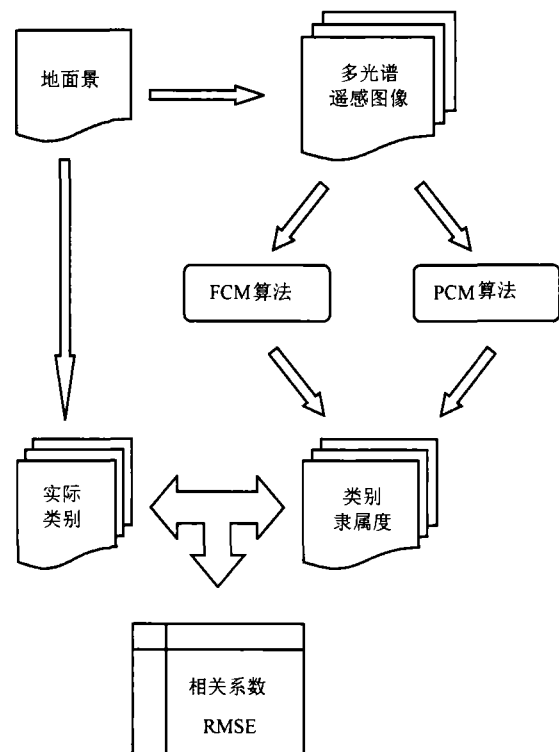 地面景
多光谱
遥感图像
FCM算法
PCM算法
实际
类别
类别
隶属度
相关系数
RMSE